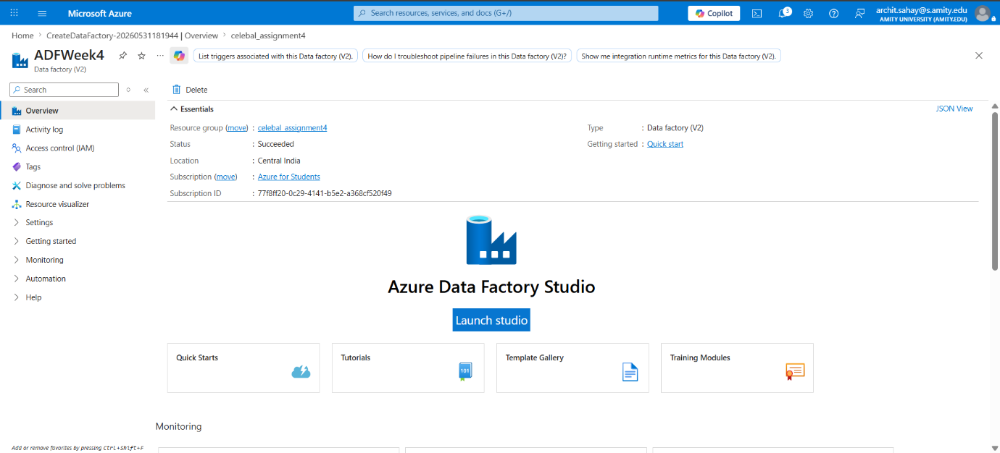 Microsoft Azure
Search resources, services, and docs (G+/)
Copilot
3
archit.sahay@s.amity.edu
AMITY UNIVERSITY (AMITY.EDU)
Home > CreateDataFactory-20260531181944 | Overview > celebal_assignment4
ADFWeek4
Data factory (V2)
List triggers associated with this Data factory (V2).
How do I troubleshoot pipeline failures in this Data factory (V2)?
Show me integration runtime metrics for this Data factory (V2).
Search
Delete
Overview
Activity log
Access control (IAM)
Tags
Diagnose and solve problems
Resource visualizer
Settings
Getting started
Monitoring
Automation
Help
Essentials
JSON View
Resource group (move) : celebal_assignment4
Status : Succeeded
Location : Central India
Subscription (move) : Azure for Students
Subscription ID : 77f8ff20-0c29-4141-b5e2-a368cf520f49
Type : Data factory (V2)
Getting started : Quick start
Azure Data Factory Studio
Launch studio
Quick Starts
Tutorials
101
Template Gallery
Training Modules
Monitoring
Add or remove favorites by pressing Ctrl+Shift+F